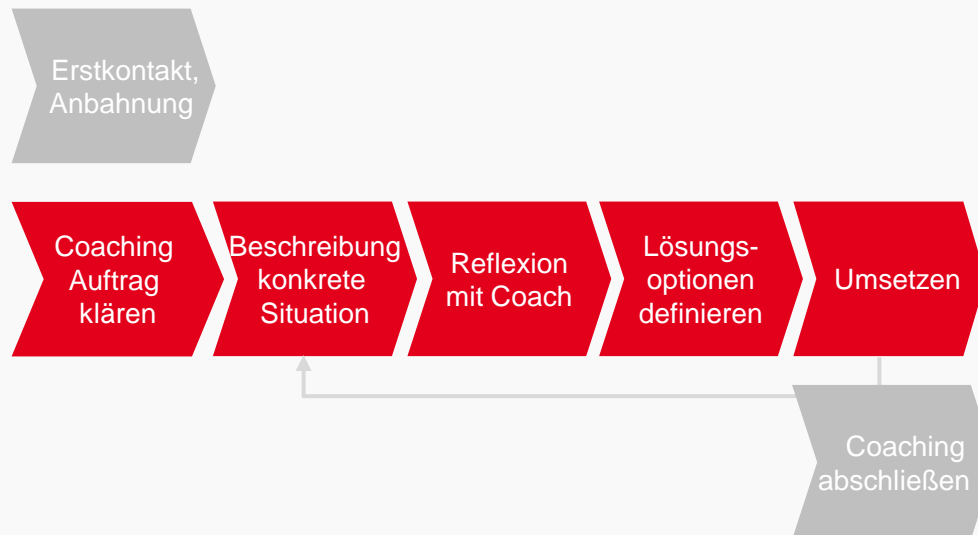 Erstkontakt,
Anbahnung
Coaching
Auftrag
klären
Beschreibung
konkrete
Situation
Reflexion
mit Coach
Lösungs-
optionen
definieren
Umsetzen
Coaching
abschließen